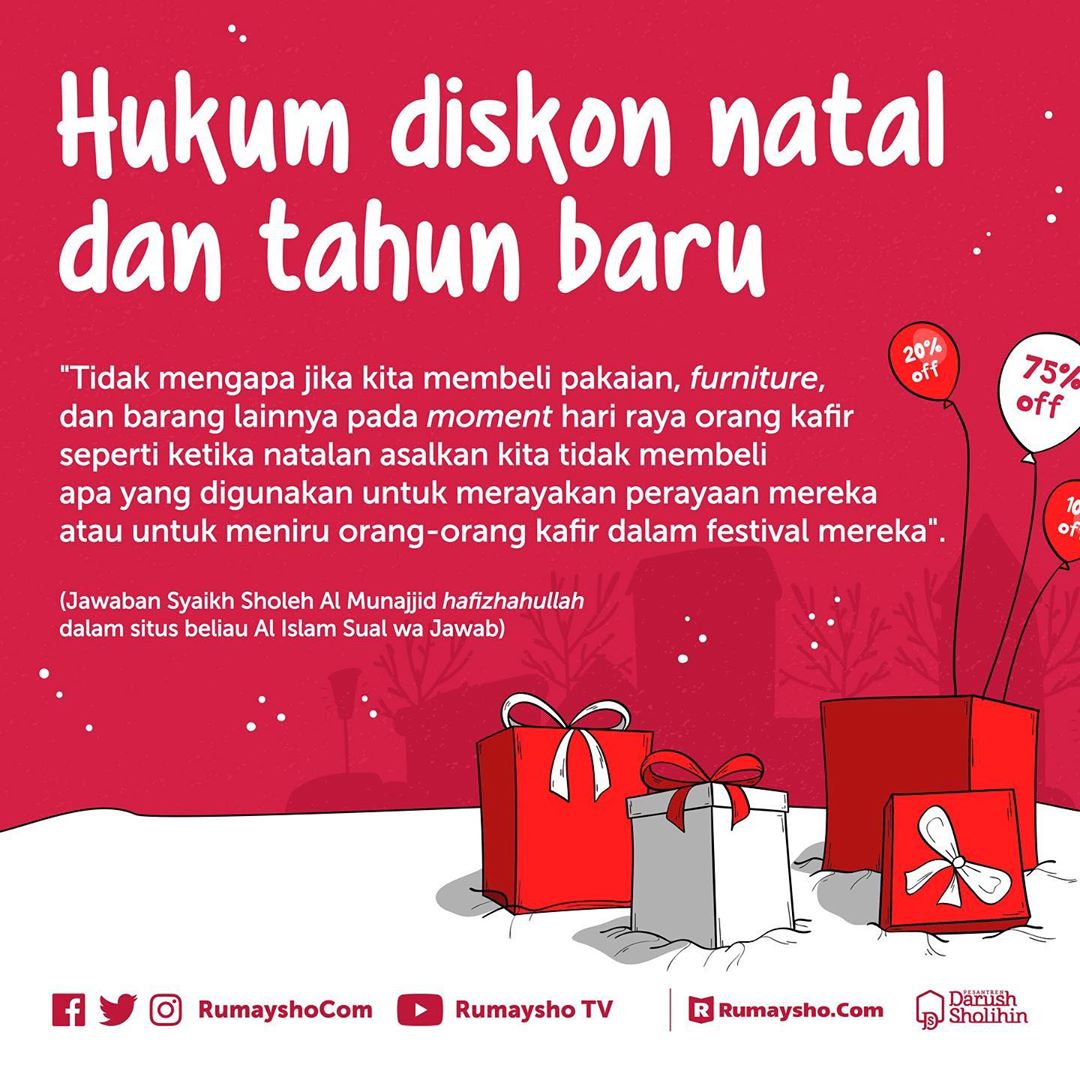 Hukum diskon natal
dan tahun baru
"Tidak mengapa jika kita membeli pakaian, furniture,
dan barang lainnya pada moment hari raya orang kafir
seperti ketika natalan asalkan kita tidak membeli
apa yang digunakan untuk merayakan perayaan mereka
atau untuk meniru orang-orang kafir dalam festival mereka".
(Jawaban Syaikh Sholeh Al Munajjid hafizhahullah
dalam situs beliau Al Islam Sual wa Jawab)
20%
off
75%
off
RumayshoCom
Rumaysho TV
R Rumaysho.Com
PESANTREN
Darush
Sholihin
DS